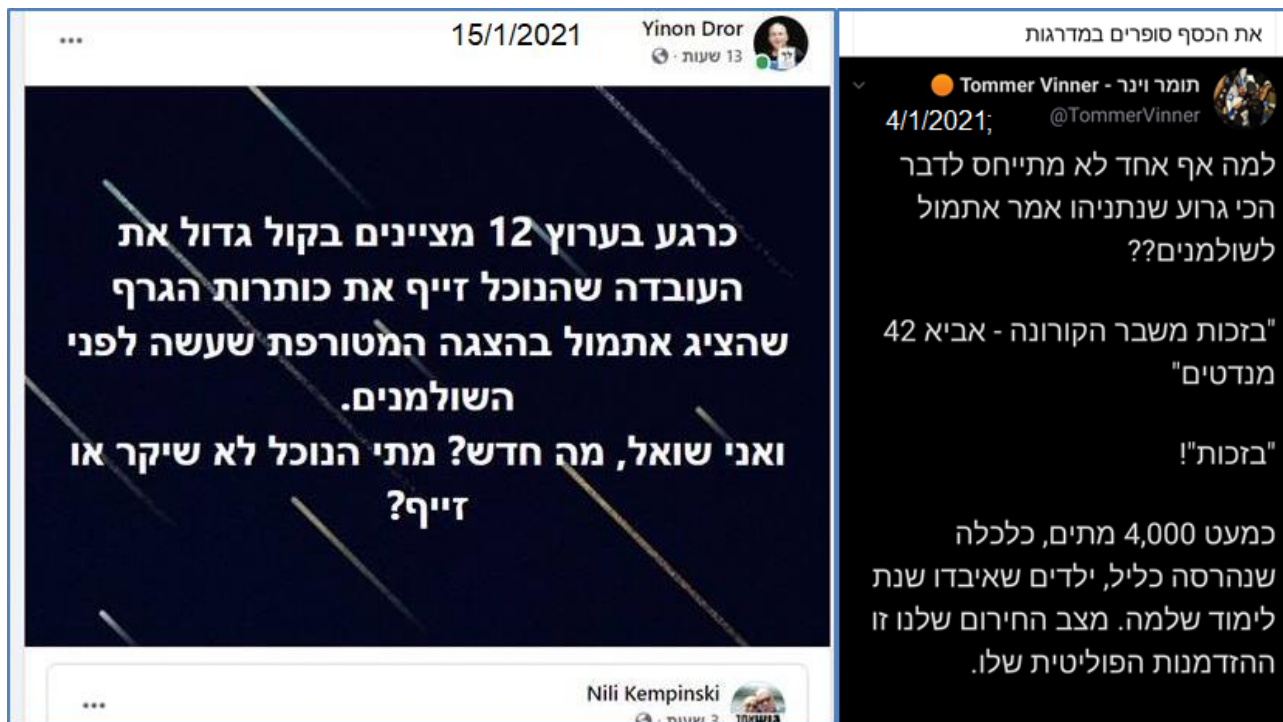 15/1/2021
Yinon Dror
13 שעות ·
כרגע בערוץ 12 מציינים בקול גדול את
העובדה שהנוכל זייף את כותרות הגרף
שהציג אתמול בהצגה המטורפת שעשה לפני
השולמנים.
ואני שואל, מה חדש? מתי הנוכל לא שיקר או
זייף?
Nili Kempinski
3 שעות ·
את הכסף סופרים במדרגות
תומר וינר - Tommer Vinner
@TommerVinner
4/1/2021;
למה אף אחד לא מתייחס לדבר
הכי גרוע שנתניהו אמר אתמול
לשולמנים??
"בזכות משבר הקורונה - אביא 42
מנדטים"
"בזכות"!
כמעט 4,000 מתים, כלכלה
שנהרסה כליל, ילדים שאיבדו שנת
לימוד שלמה. מצב החירום שלנו זו
ההזדמנות הפוליטית שלו.